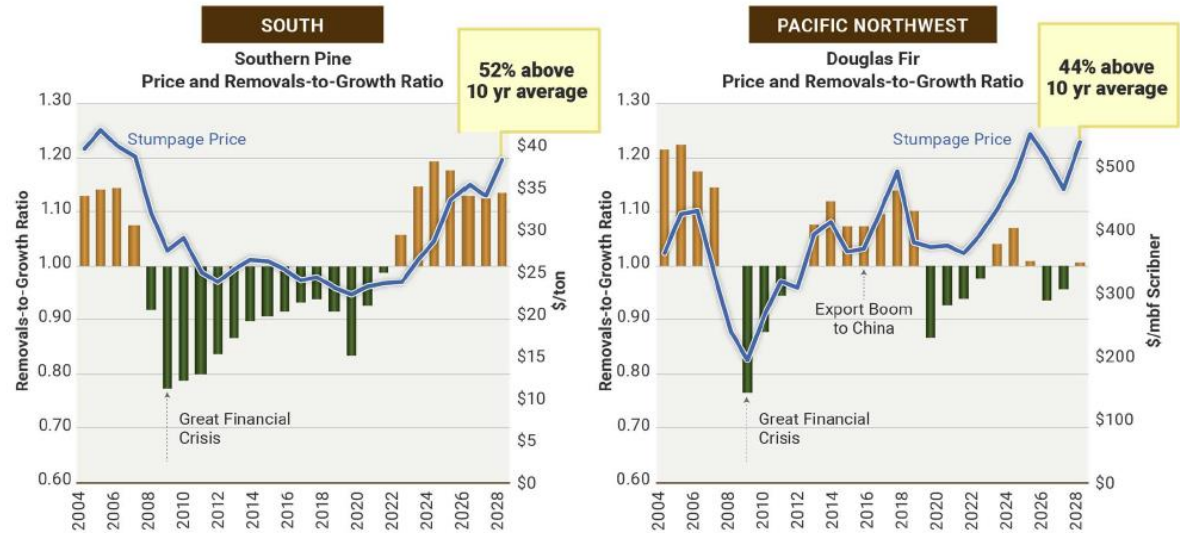 SOUTH
Southern Pine
Price and Removals-to-Growth Ratio
52% above
10 yr average
Stumpage Price
Removals-to-Growth Ratio
1.30
1.20
1.10
1.00
0.90
0.80
0.70
0.60
$40
$35
$30
$25
$20
$15
$10
$5
$0
$/ton
Great Financial
Crisis
2004
2006
2008
2010
2012
2014
2016
2018
2020
2022
2024
2026
2028
PACIFIC NORTHWEST
Douglas Fir
Price and Removals-to-Growth Ratio
44% above
10 yr average
Stumpage Price
Removals-to-Growth Ratio
1.30
1.20
1.10
1.00
0.90
0.80
0.70
0.60
$500
$400
$300
$200
$100
$0
$/mbf Scribner
Export Boom
to China
Great Financial
Crisis
2004
2006
2008
2010
2012
2014
2016
2018
2020
2022
2024
2026
2028